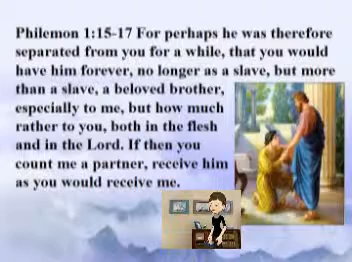 Philemon 1:15-17 For perhaps he was therefore
separated from you for a while, that you would
have him forever, no longer as a slave, but more
than a slave, a beloved brother,
especially to me, but how much
rather to you, both in the flesh
and in the Lord. If then you
count me a partner, receive him
as you would receive me.